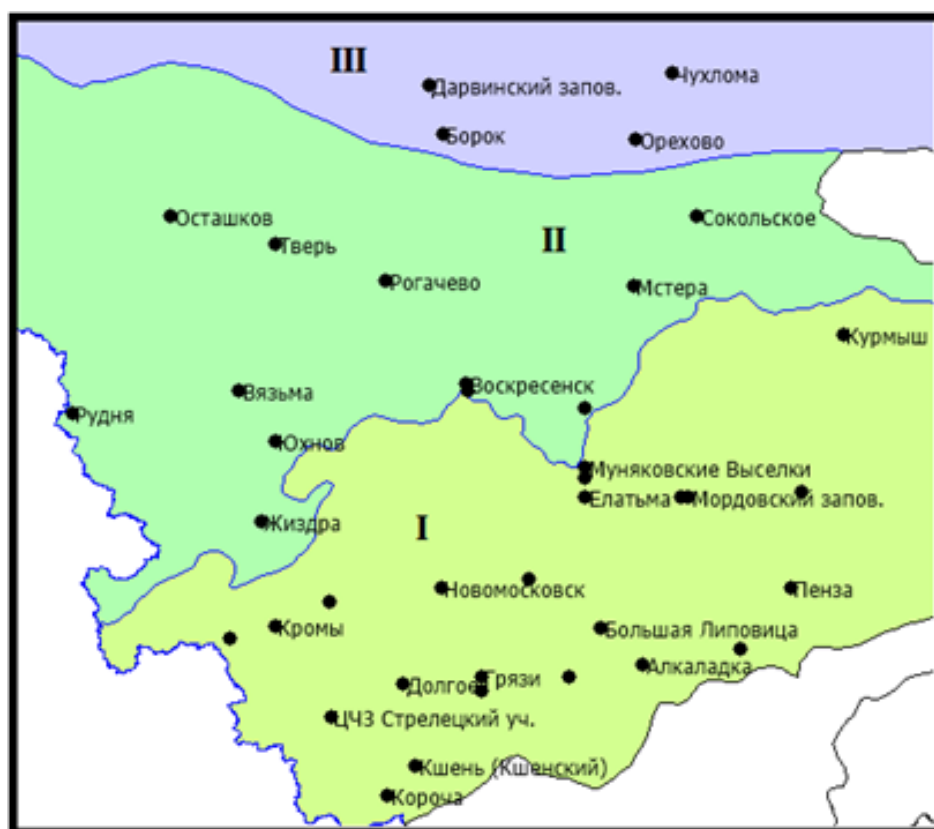 III
Чухлома
Дарвинский запов.
Борок
Орехово
Осташков
Сокольское
II
Тверь
Рогачево
Мстера
Курмыш
Воскресенск
Вязьма
Рудня
Юхнов
Муняковские Выселки
Елатьма
Мордовский запов.
Жиздра
I
Новомосковск
Пенза
Кромы
Большая Липовица
Алкаладка
Грязи
Долгое
ЦЧЗ Стрелецкий уч.
Кшень (Кшенский)
Короча